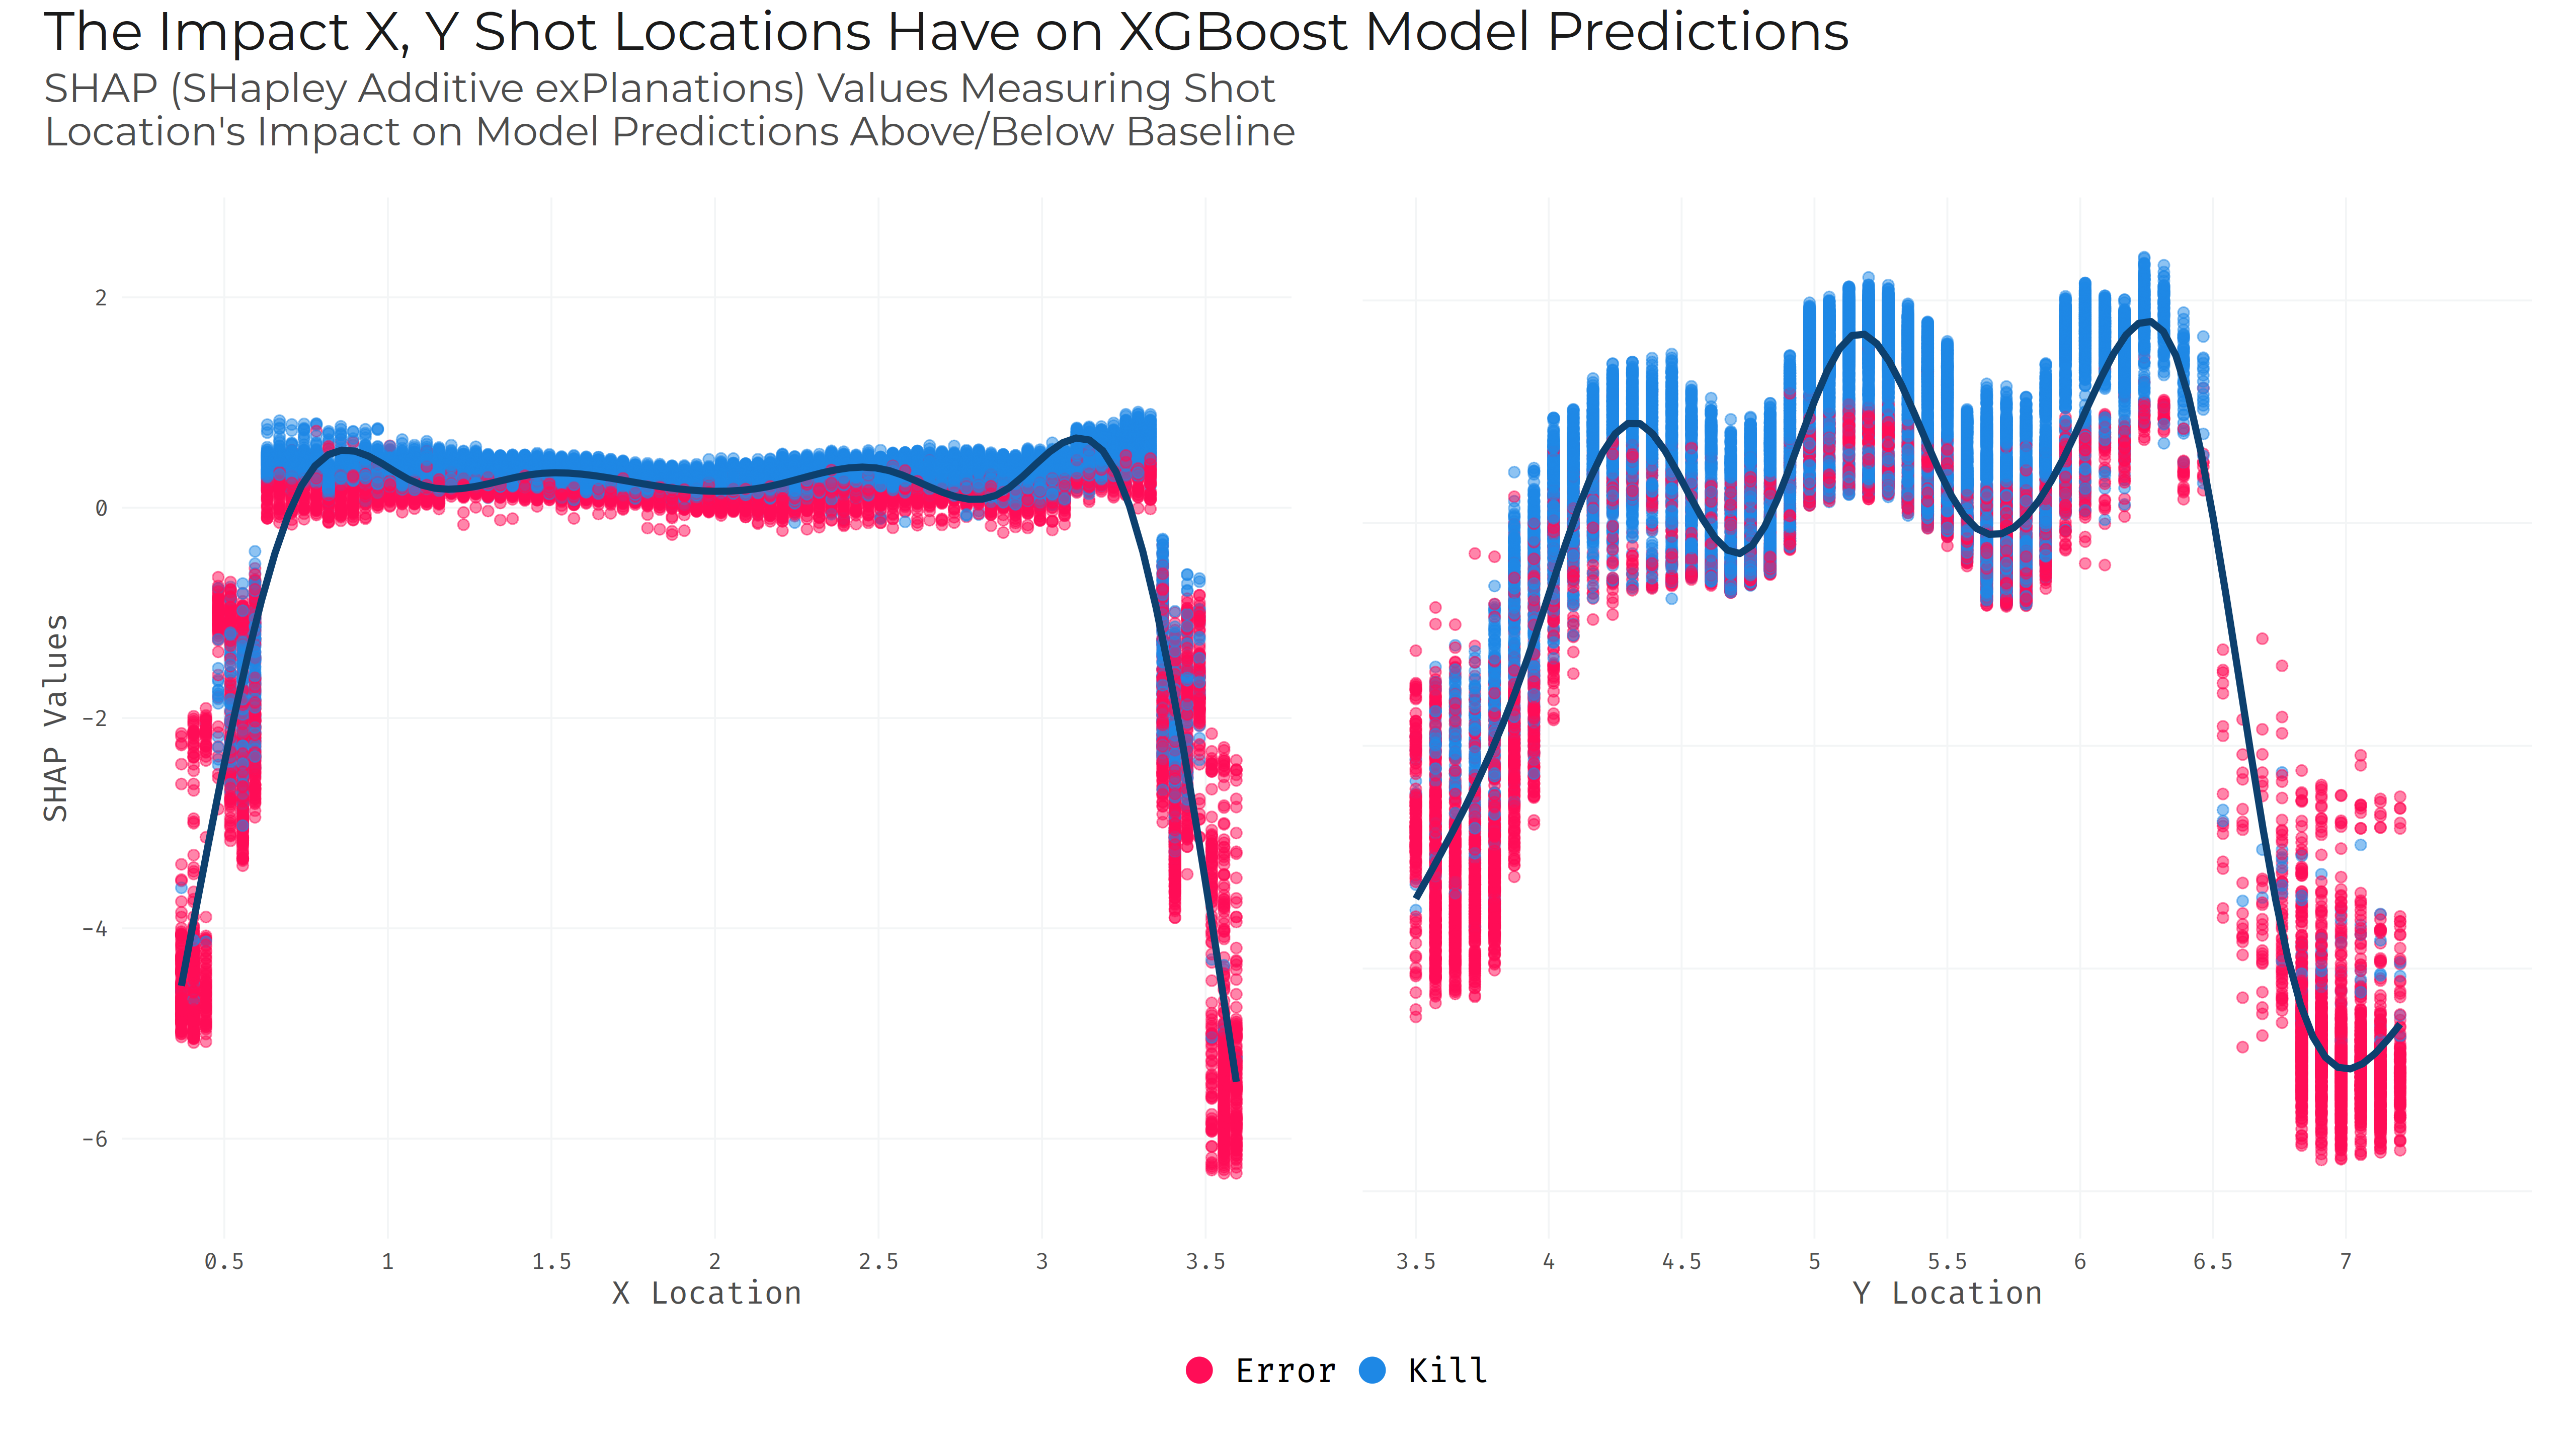 The Impact X, Y Shot Locations Have on XGBoost Model Predictions
SHAP (SHapley Additive exPlanations) Values Measuring Shot
Location's Impact on Model Predictions Above/Below Baseline
SHAP Values
2
0
-2
-4
-6
0.5 1 1.5 2 2.5 3 3.5
X Location
3.5 4 4.5 5 5.5 6 6.5 7
Y Location
Error Kill